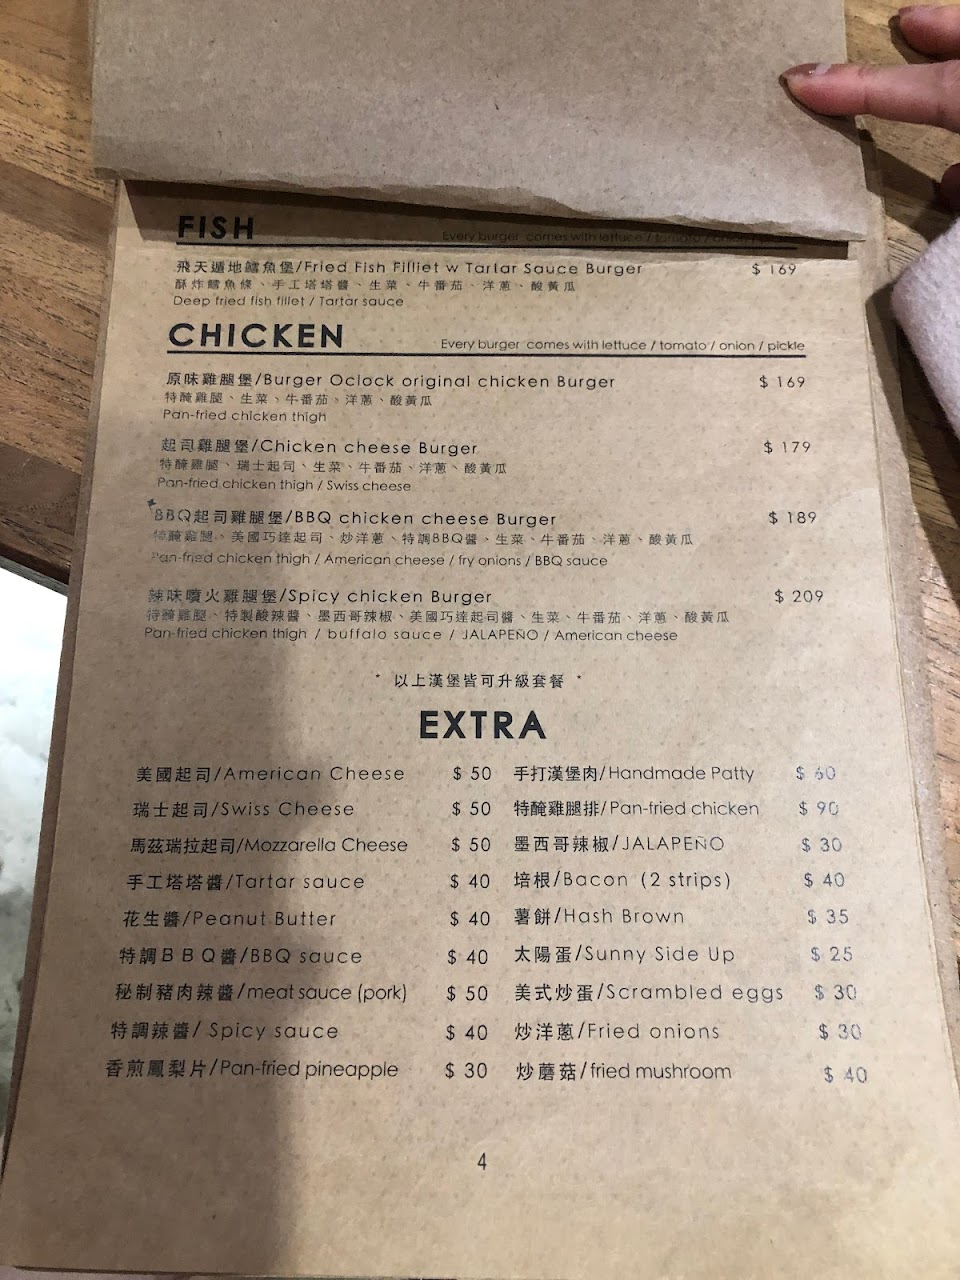 FISH
Every burger comes with lettuce / tomato / onion /
飛天遁地鱈魚堡/Fried Fish Filliet w Tartar Sauce Burger $ 169
酥炸鱈魚條、手工塔塔醬、生菜、牛番茄、洋蔥、酸黃瓜
Deep fried fish fillet / Tartar sauce
CHICKEN
Every burger comes with lettuce / tomato / onion / pickle
原味雞腿堡/Burger Oclock original chicken Burger $ 169
特醃雞腿、生菜、牛番茄、洋蔥、酸黃瓜
Pan-fried chicken thigh
起司雞腿堡/Chicken cheese Burger $ 179
特醃雞腿、瑞士起司、生菜、牛番茄、洋蔥、酸黃瓜
Pan-fried chicken thigh / Swiss cheese
BBQ起司雞腿堡/BBQ chicken cheese Burger $ 189
特醃雞腿、美國巧達起司、炒洋蔥、特調BBQ醬、生菜、牛番茄、洋蔥、酸黃瓜
Pan-fried chicken thigh / American cheese / fry onions / BBQ sauce
辣味噴火雞腿堡/Spicy chicken Burger $ 209
特醃雞腿、特製酸辣醬、墨西哥辣椒、美國巧達起司醬、生菜、牛番茄、洋蔥、酸黃瓜
Pan-fried chicken thigh / buffalo sauce / JALAPEÑO / American cheese
* 以上漢堡皆可升級套餐 *
EXTRA
美國起司/American Cheese $ 50
瑞士起司/Swiss Cheese $ 50
馬茲瑞拉起司/Mozzarella Cheese $ 50
手工塔塔醬/Tartar sauce $ 40
花生醬/Peanut Butter $ 40
特調BBQ醬/BBQ sauce $ 40
秘制豬肉辣醬/meat sauce (pork) $ 50
特調辣醬/ Spicy sauce $ 40
香煎鳳梨片/Pan-fried pineapple $ 30
手打漢堡肉/Handmade Patty $ 60
特醃雞腿排/Pan-fried chicken $ 90
墨西哥辣椒/JALAPEÑO $ 30
培根/Bacon (2 strips) $ 40
薯餅/Hash Brown $ 35
太陽蛋/Sunny Side Up $ 25
美式炒蛋/Scrambled eggs $ 30
炒洋蔥/Fried onions $ 30
炒蘑菇/fried mushroom $ 40
4